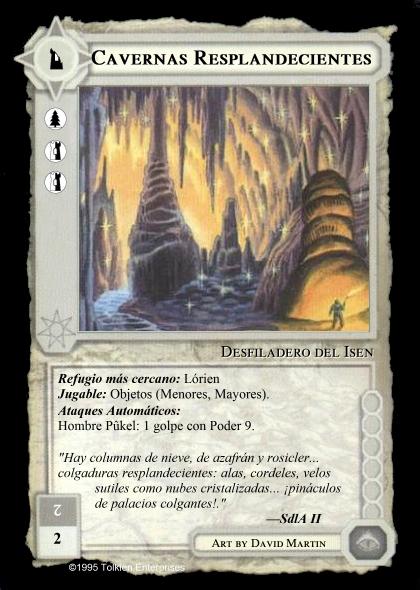 Cavernas Resplandecientes
Desfiladero del Isen
Refugio más cercano: Lórien
Jugable: Objetos (Menores, Mayores).
Ataques Automáticos:
Hombre Pûkel: 1 golpe con Poder 9.
"Hay columnas de nieve, de azafrán y rosicler...
colgaduras resplandecientes: alas, cordeles, velos
sutiles como nubes cristalizadas... ¡pináculos
de palacios colgantes!."
—SdlA II
2
2
Art by David Martin
©1995 Tolkien Enterprises